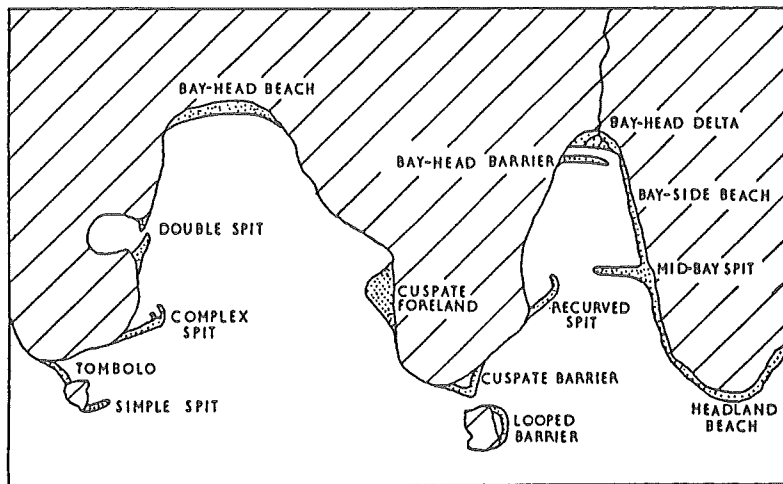 BAY-HEAD BEACH
BAY-HEAD DELTA
BAY-HEAD BARRIER
BAY-SIDE BEACH
DOUBLE SPIT
MID-BAY SPIT
CUSPATE
FORELAND
COMPLEX
SPIT
RECURVED
SPIT
TOMBOLO
CUSPATE BARRIER
SIMPLE SPIT
LOOPED
BARRIER
HEADLAND
BEACH